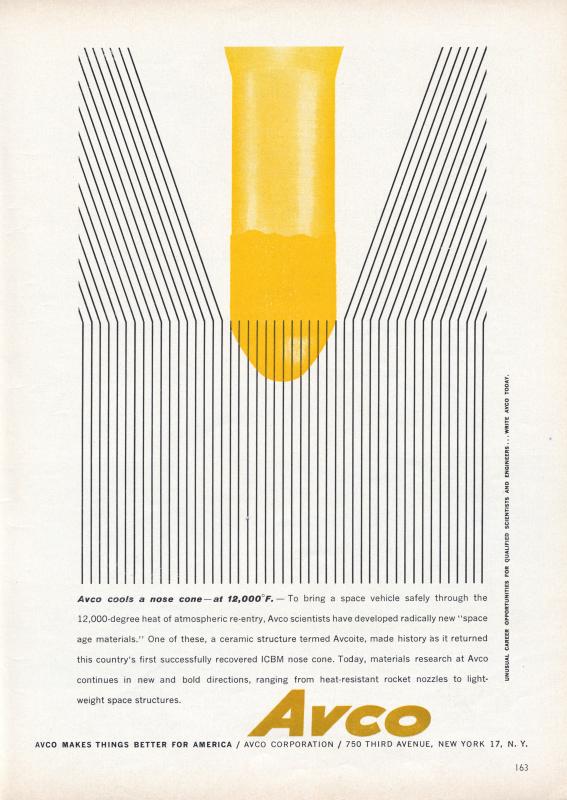 Avco cools a nose cone—at 12,000°F. — To bring a space vehicle safely through the
12,000-degree heat of atmospheric re-entry, Avco scientists have developed radically new "space
age materials." One of these, a ceramic structure termed Avcoite, made history as it returned
this country's first successfully recovered ICBM nose cone. Today, materials research at Avco
continues in new and bold directions, ranging from heat-resistant rocket nozzles to light-
weight space structures.
UNUSUAL CAREER OPPORTUNITIES FOR QUALIFIED SCIENTISTS AND ENGINEERS . . . WRITE AVCO TODAY.
Avco
AVCO MAKES THINGS BETTER FOR AMERICA / AVCO CORPORATION / 750 THIRD AVENUE, NEW YORK 17, N. Y.
163